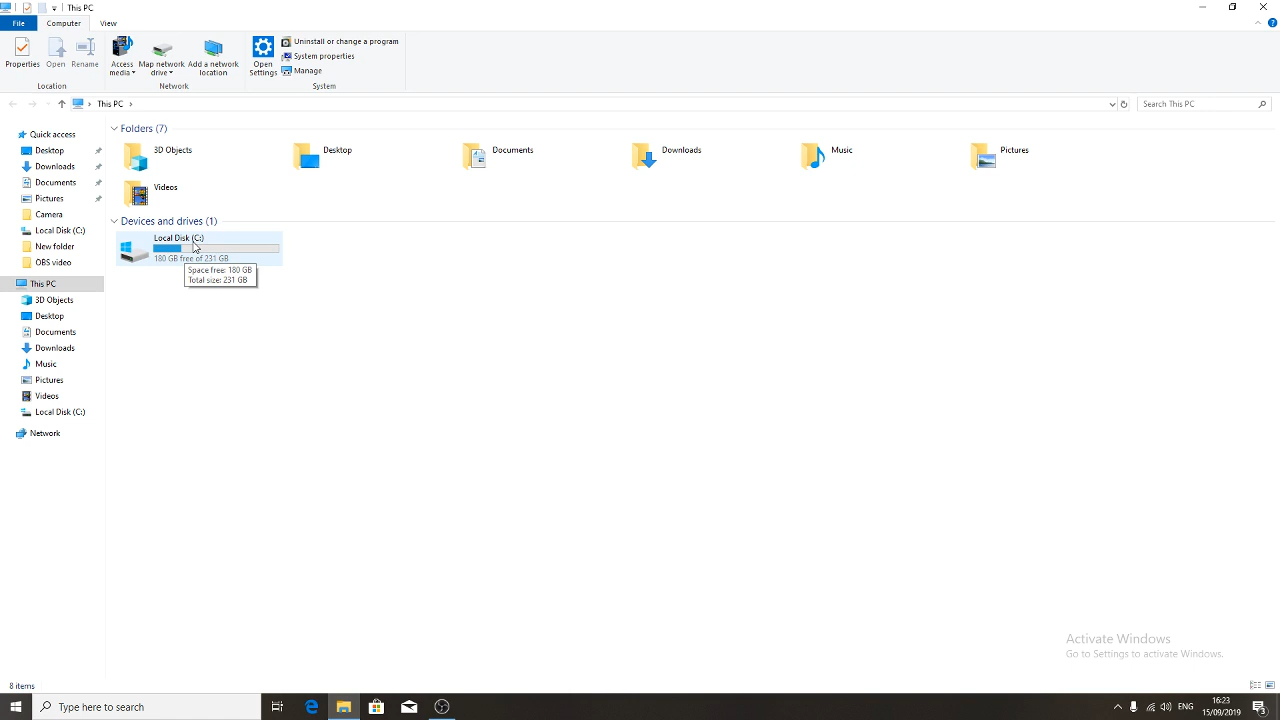 This PC
File
Computer
View
Properties
Open
Rename
Access media
Map network drive
Add a network location
Open Settings
Uninstall or change a program
System properties
Manage
Location
Network
System
This PC
Search This PC
Quick access
Desktop
Downloads
Documents
Pictures
Camera
Local Disk (C:)
New folder
OBS video
This PC
3D Objects
Desktop
Documents
Downloads
Music
Pictures
Videos
Local Disk (C:)
Network
Folders (7)
3D Objects
Desktop
Documents
Downloads
Music
Pictures
Videos
Devices and drives (1)
Local Disk (C:)
180 GB free of 231 GB
Space free: 180 GB
Total size: 231 GB
Activate Windows
Go to Settings to activate Windows.
8 items
Type here to search
ENG
16:23
15/09/2019